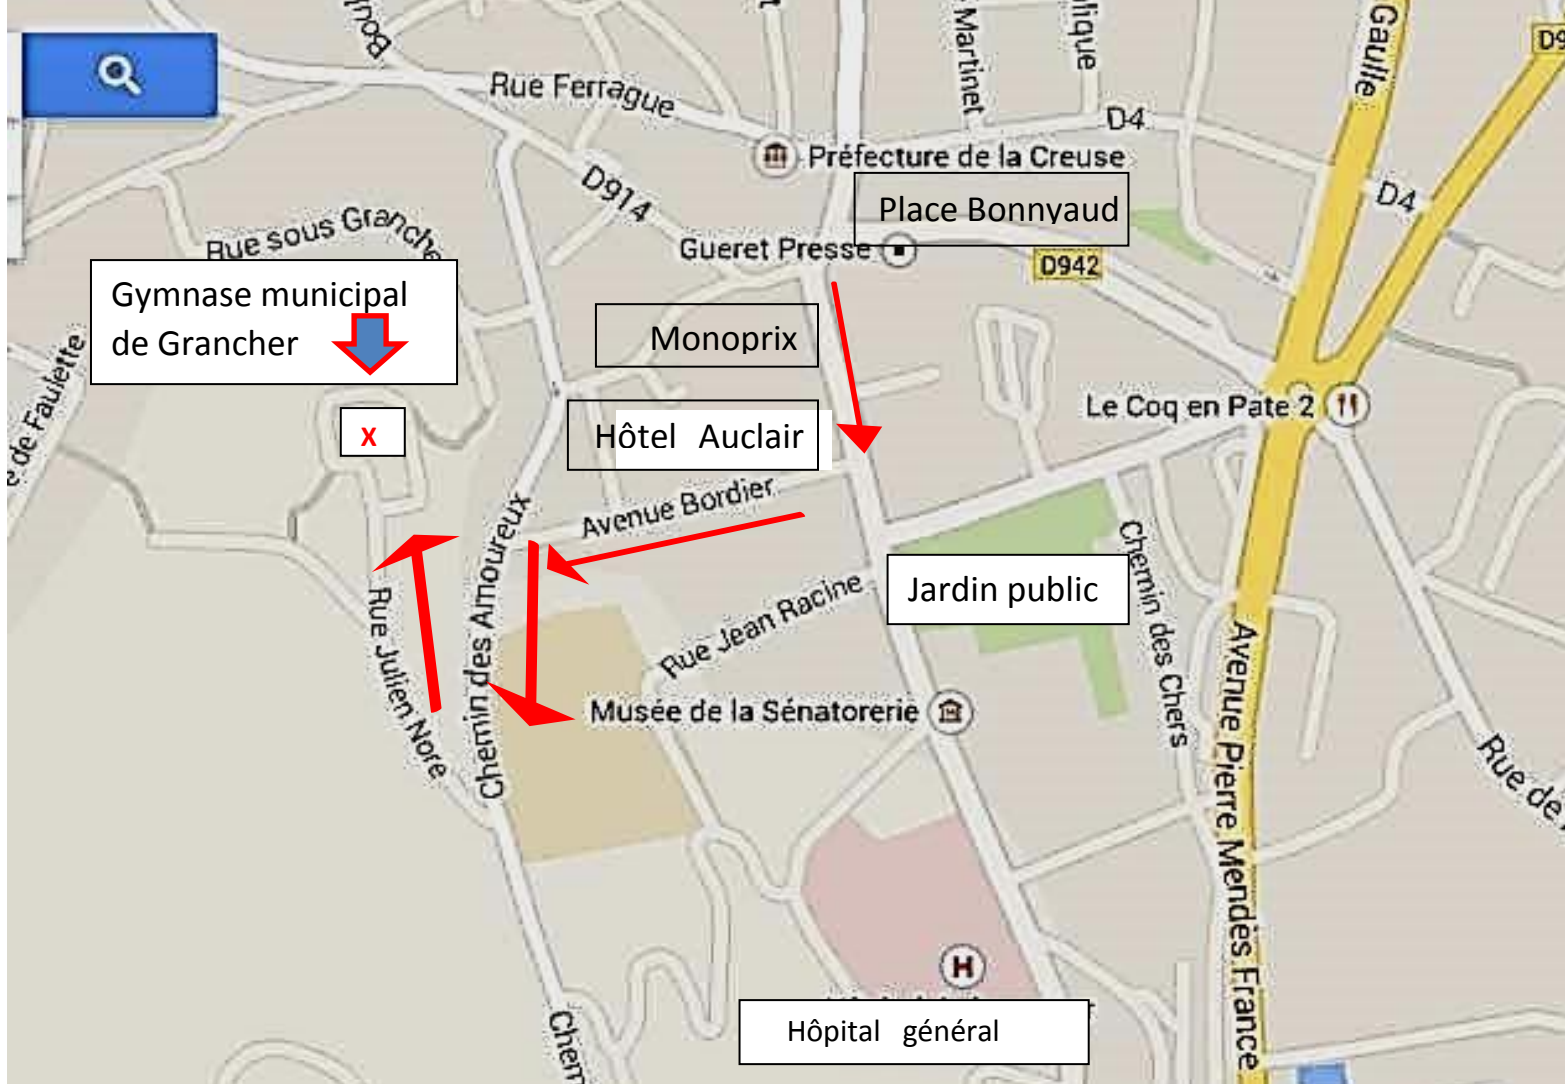 Rue Ferrague
Martinet
Gaulle
D4
Préfecture de la Creuse
D914
Place Bonnyaud
D4
Rue sous Grancher
Gueret Presse
D942
Gymnase municipal
de Grancher
Monoprix
de Faulette
Le Coq en Pate 2
X
Hôtel Auclair
Avenue Bordier
Chemin des Amoureux
Jardin public
Chemin des Chers
Rue Jean Racine
Rue Julien Nore
Musée de la Sénatorerie
Avenue Pierre Mendès France
Rue de
H
Hôpital général